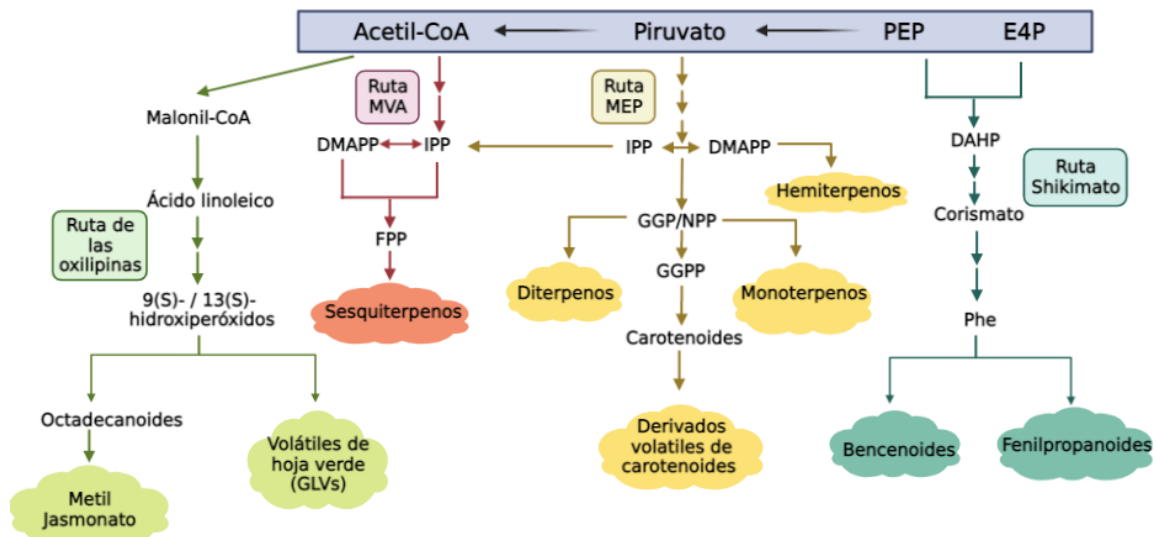 Acetil-CoA
Piruvato
PEP
E4P
Ruta
MVA
Ruta
MEP
Malonil-CoA
DMAPP
IPP
IPP
DMAPP
DAHP
Ruta
Shikimato
Ácido linoleico
Hemiterpenos
Ruta de
las
oxilipinas
FPP
GGP/NPP
Corismato
GGPP
9(S)- / 13(S)-
hidroxiperóxidos
Sesquiterpenos
Diterpenos
Monoterpenos
Phe
Carotenoides
Octadecanoides
Volátiles de
hoja verde
(GLVs)
Derivados
volatiles de
carotenoides
Bencenoides
Fenilpropanoides
Metil
Jasmonato